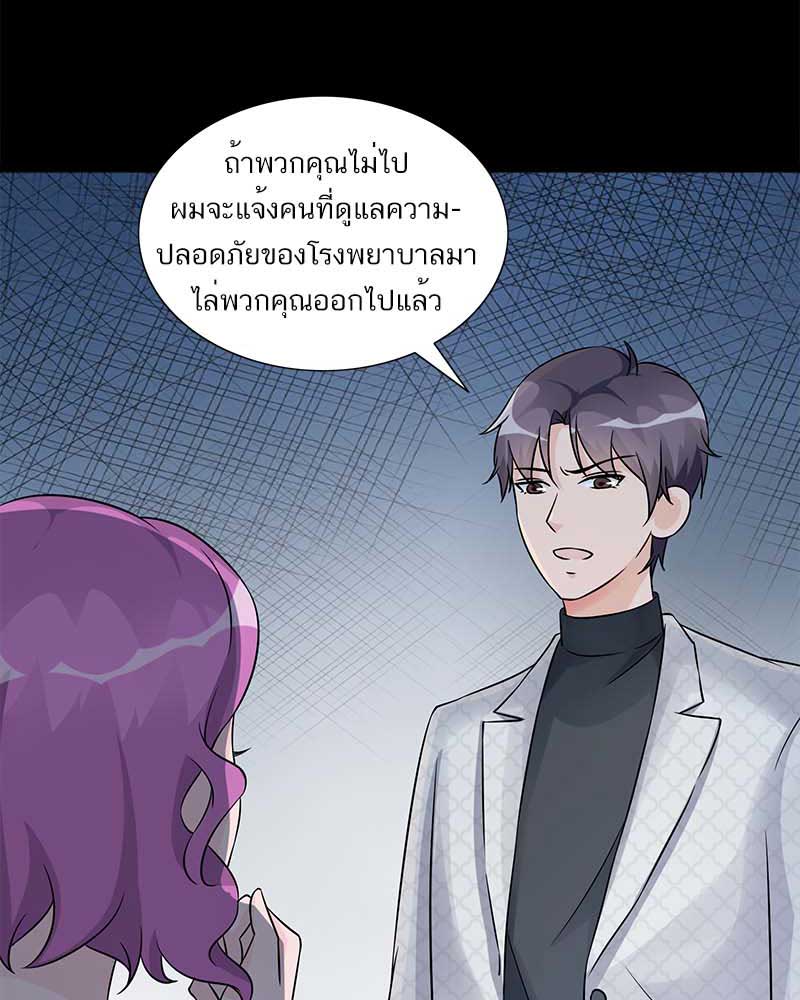 ถ้าพวกคุณไม่ไป
ผมจะแจ้งคนที่ดูแลความ-
ปลอดภัยของโรงพยาบาลมา
ไล่พวกคุณออกไปแล้ว